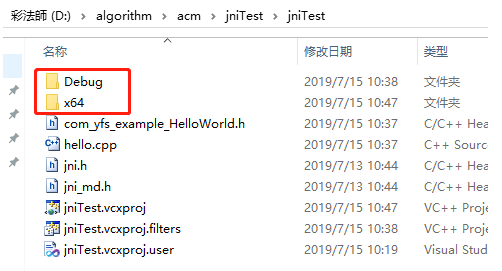 彩法師 (D:) › algorithm › acm › jniTest › jniTest
名称 修改日期 类型
Debug 2019/7/15 10:38 文件夹
x64 2019/7/15 10:47 文件夹
com_yfs_example_HelloWorld.h 2019/7/15 10:38 C/C++ Hea
hello.cpp 2019/7/15 10:38 C++ Sourc
jni.h 2019/7/13 10:44 C/C++ Hea
jni_md.h 2019/7/13 10:44 C/C++ Hea
jniTest.vcxproj 2019/7/15 10:47 VC++ Proje
jniTest.vcxproj.filters 2019/7/15 10:38 VC++ Proje
jniTest.vcxproj.user 2019/7/15 10:19 Visual Stud